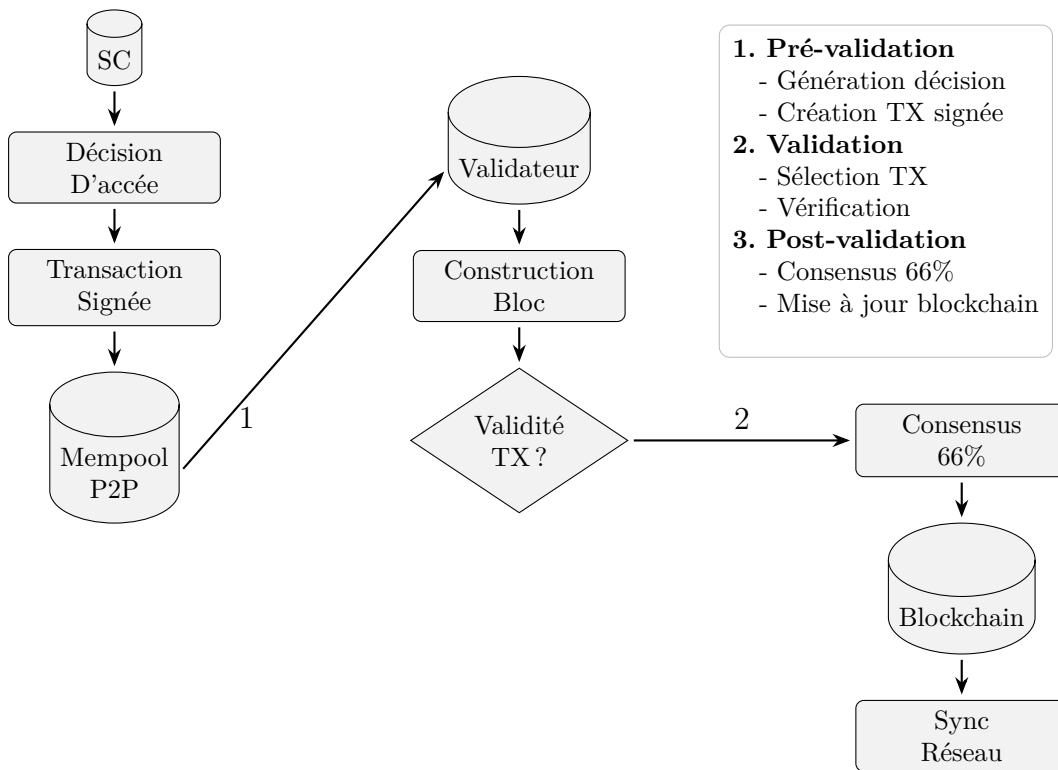 SC
Décision
D'accée
Transaction
Signée
Mempool
P2P
1
Validateur
Construction
Bloc
Validité
TX ?
2
1. Pré-validation
- Génération décision
- Création TX signée
2. Validation
- Sélection TX
- Vérification
3. Post-validation
- Consensus 66%
- Mise à jour blockchain
Consensus
66%
Blockchain
Sync
Réseau